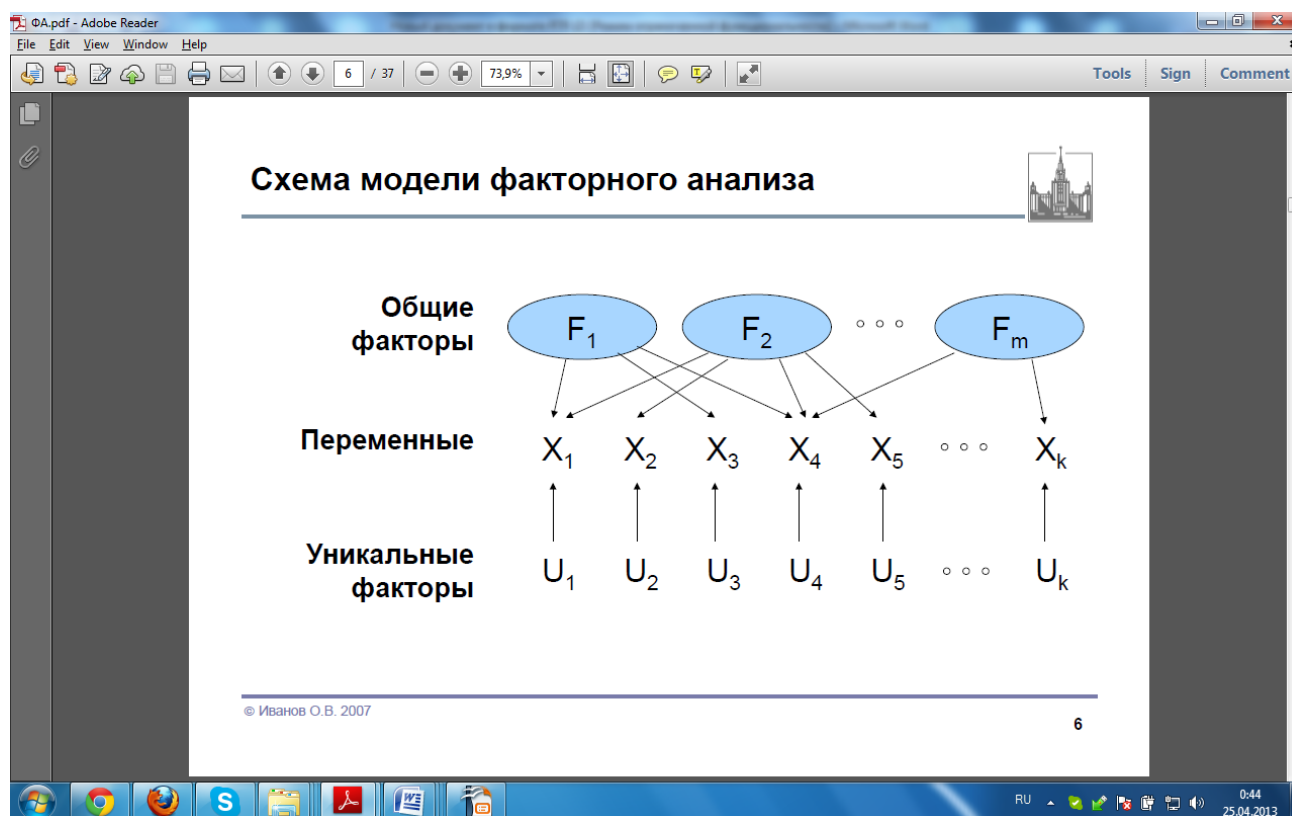 ФА.pdf - Adobe Reader
File Edit View Window Help
6 / 37 73,9% Tools Sign Comment
Схема модели факторного анализа
Общие
факторы
F1 F2 Fm
Переменные
X1 X2 X3 X4 X5 Xk
Уникальные
факторы
U1 U2 U3 U4 U5 Uk
© Иванов О.В. 2007
6
RU 0:44
25.04.2013